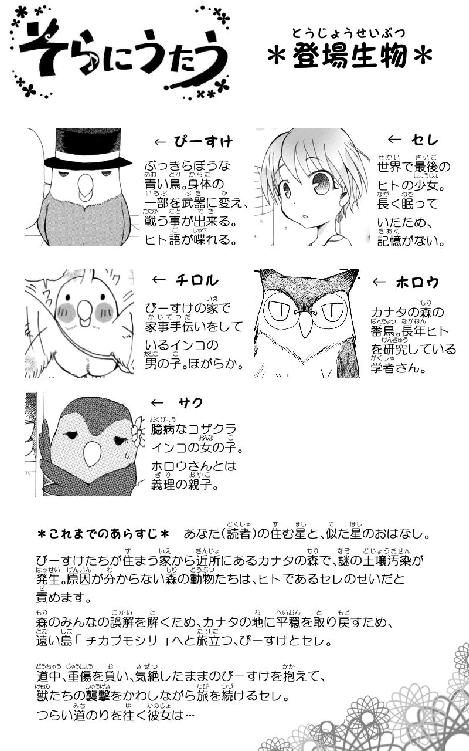 そらにうたう
＊登場生物＊
とうじょうせいぶつ
← ぴーすけ
ぶっきらぼうな
青い鳥。身体の
一部を武器に変え、
戦う事が出来る。
ヒト語が喋れる。
← セレ
世界で最後の
ヒトの少女。
長く眠って
いたため、
記憶がない。
← チロル
ぴーすけの家で
家事手伝いをして
いるインコの
男の子。ほがらか。
← ホロウ
カナタの森の
番鳥。長年ヒト
を研究している
学者さん。
← サク
臆病なコザクラ
インコの女の子。
ホロウさんとは
義理の親子。
＊これまでのあらすじ＊ あなた(読者)の住む星と、似た星のおはなし。
ぴーすけたちが住まう家から近所にあるカナタの森で、謎の土壌汚染が
発生。原因が分からない森の動物たちは、ヒトであるセレのせいだと
責めます。
森のみんなの誤解を解くため、カナタの地に平穏を取り戻すため、
遠い島「チカプモシリ」へと旅立つ、ぴーすけとセレ。
道中、重傷を負い、気絶したままのぴーすけを抱えて、
獣たちの襲撃をかわしながら旅を続けるセレ。
つらい道のりを往く彼女は…